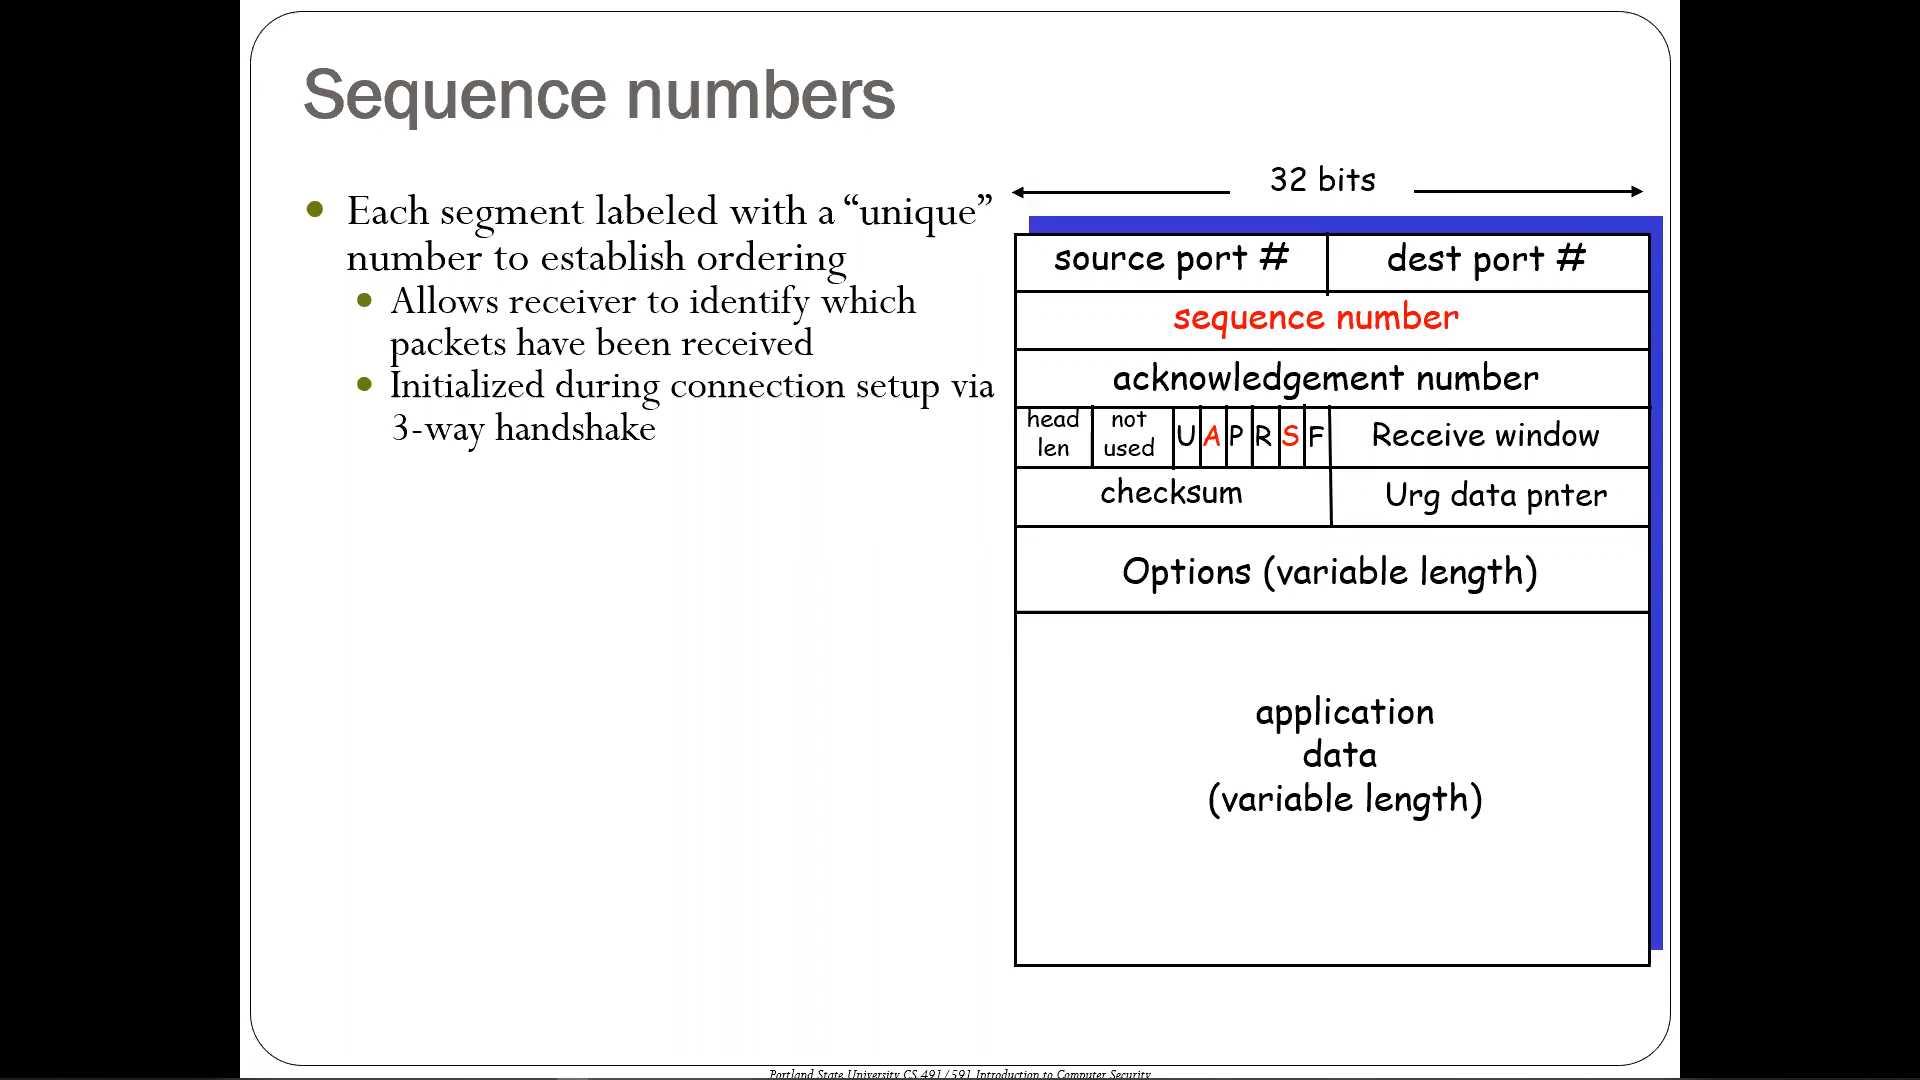 Sequence numbers
Each segment labeled with a “unique”
number to establish ordering
Allows receiver to identify which
packets have been received
Initialized during connection setup via
3-way handshake
32 bits
source port # dest port #
sequence number
acknowledgement number
head len not used U A P R S F Receive window
checksum Urg data pnter
Options (variable length)
application
data
(variable length)
Portland State University CS 491/591 Introduction to Computer Security